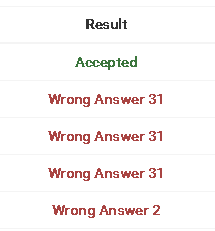 Result
Accepted
Wrong Answer 31
Wrong Answer 31
Wrong Answer 31
Wrong Answer 2